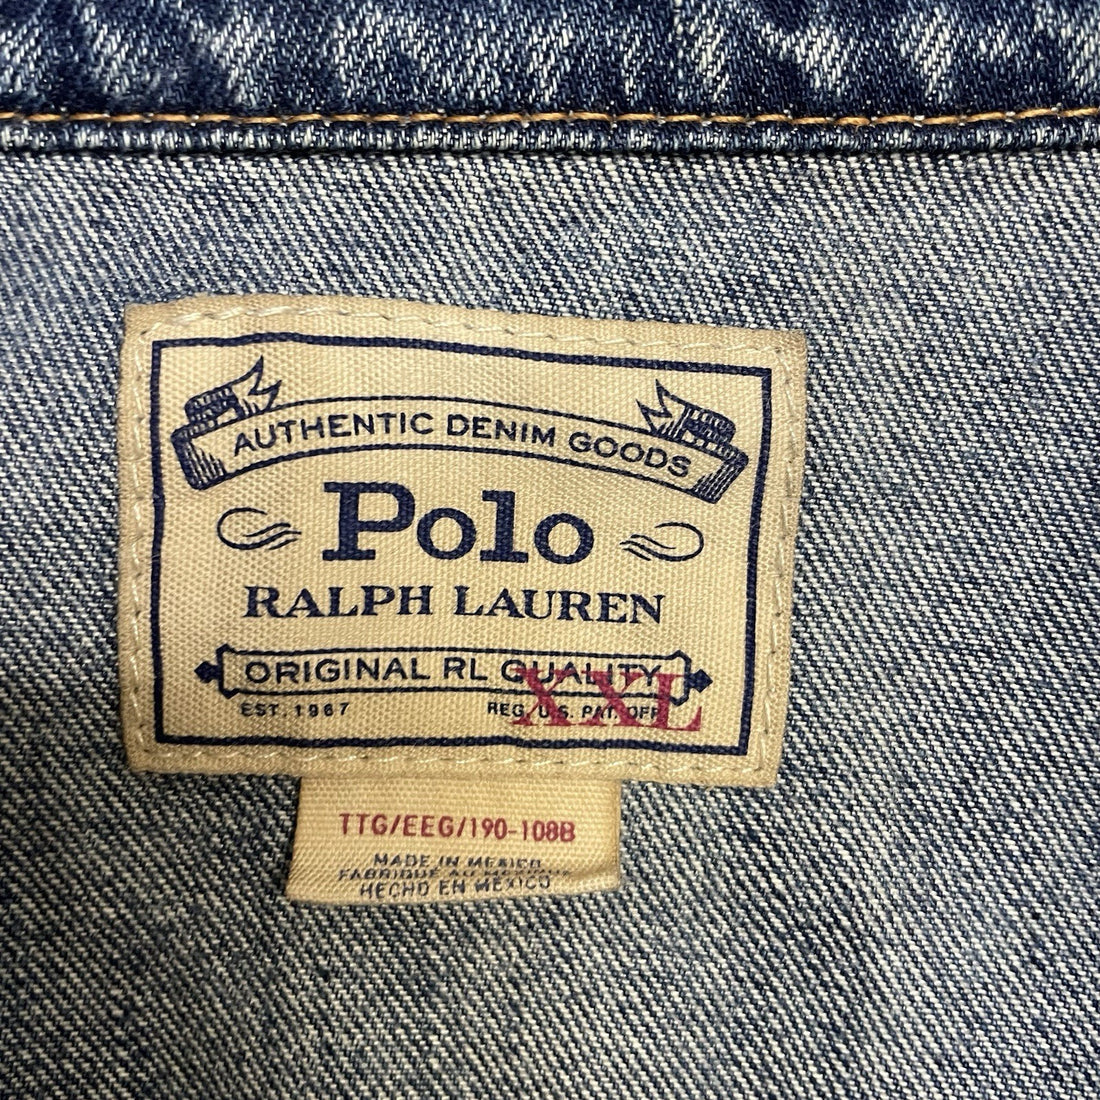 AUTHENTIC DENIM GOODS
Polo
RALPH LAUREN
ORIGINAL RL QUALITY
EST. 1967 REG. U.S. PAT. OFF
XXL
TTG/EEG/190-108B
MADE IN MEXICO
FABRIQUE AU MEXIQUE
HECHO EN MEXICO